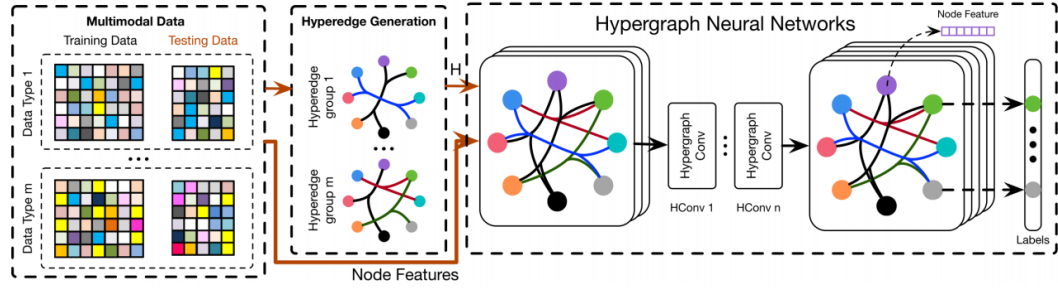 Multimodal Data
Training Data
Testing Data
Data Type 1
...
Data Type m
Hyperedge Generation
Hyperedge
group 1
...
Hyperedge
group m
H
Node Features
Hypergraph Neural Networks
Node Feature
Hypergraph
Conv
...
Hypergraph
Conv
HConv 1
HConv n
Labels